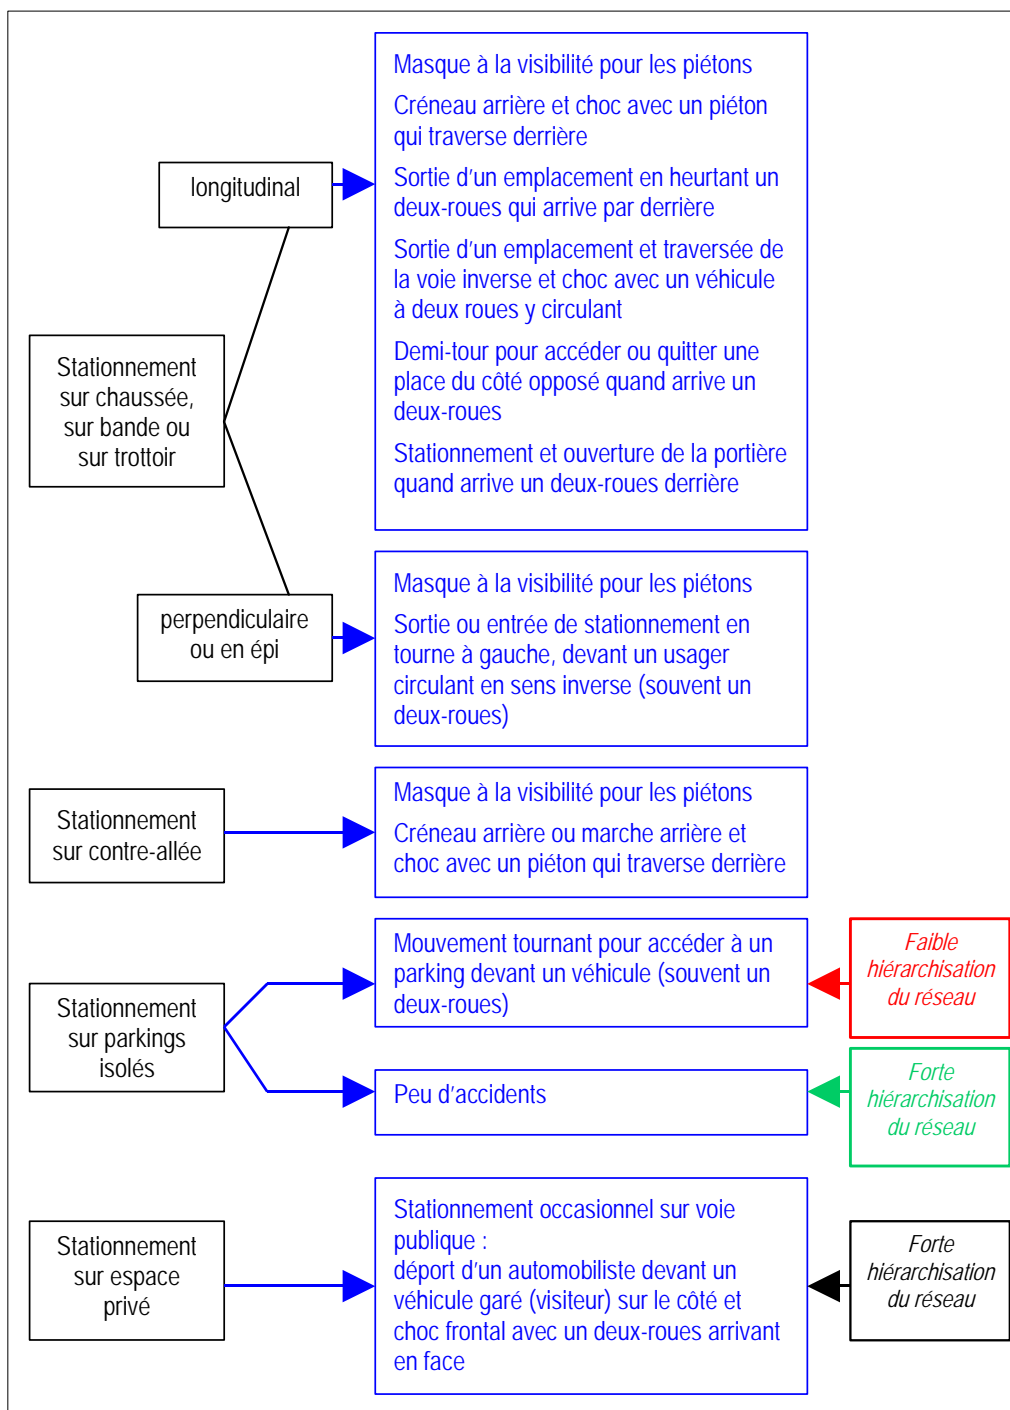 Masque à la visibilité pour les piétons
Créneau arrière et choc avec un piéton
qui traverse derrière
longitudinal
Sortie d'un emplacement en heurtant un
deux-roues qui arrive par derrière
Sortie d'un emplacement et traversée de
la voie inverse et choc avec un véhicule
à deux roues y circulant
Stationnement
sur chaussée,
sur bande ou
sur trottoir
Demi-tour pour accéder ou quitter une
place du côté opposé quand arrive un
deux-roues
Stationnement et ouverture de la portière
quand arrive un deux-roues derrière
perpendiculaire
ou en épi
Masque à la visibilité pour les piétons
Sortie ou entrée de stationnement en
tourne à gauche, devant un usager
circulant en sens inverse (souvent un
deux-roues)
Stationnement
sur contre-allée
Masque à la visibilité pour les piétons
Créneau arrière ou marche arrière et
choc avec un piéton qui traverse derrière
Stationnement
sur parkings
isolés
Mouvement tournant pour accéder à un
parking devant un véhicule (souvent un
deux-roues)
Faible
hiérarchisation
du réseau
Peu d'accidents
Forte
hiérarchisation
du réseau
Stationnement
sur espace
privé
Stationnement occasionnel sur voie
publique :
déport d'un automobiliste devant un
véhicule garé (visiteur) sur le côté et
choc frontal avec un deux-roues arrivant
en face
Forte
hiérarchisation
du réseau